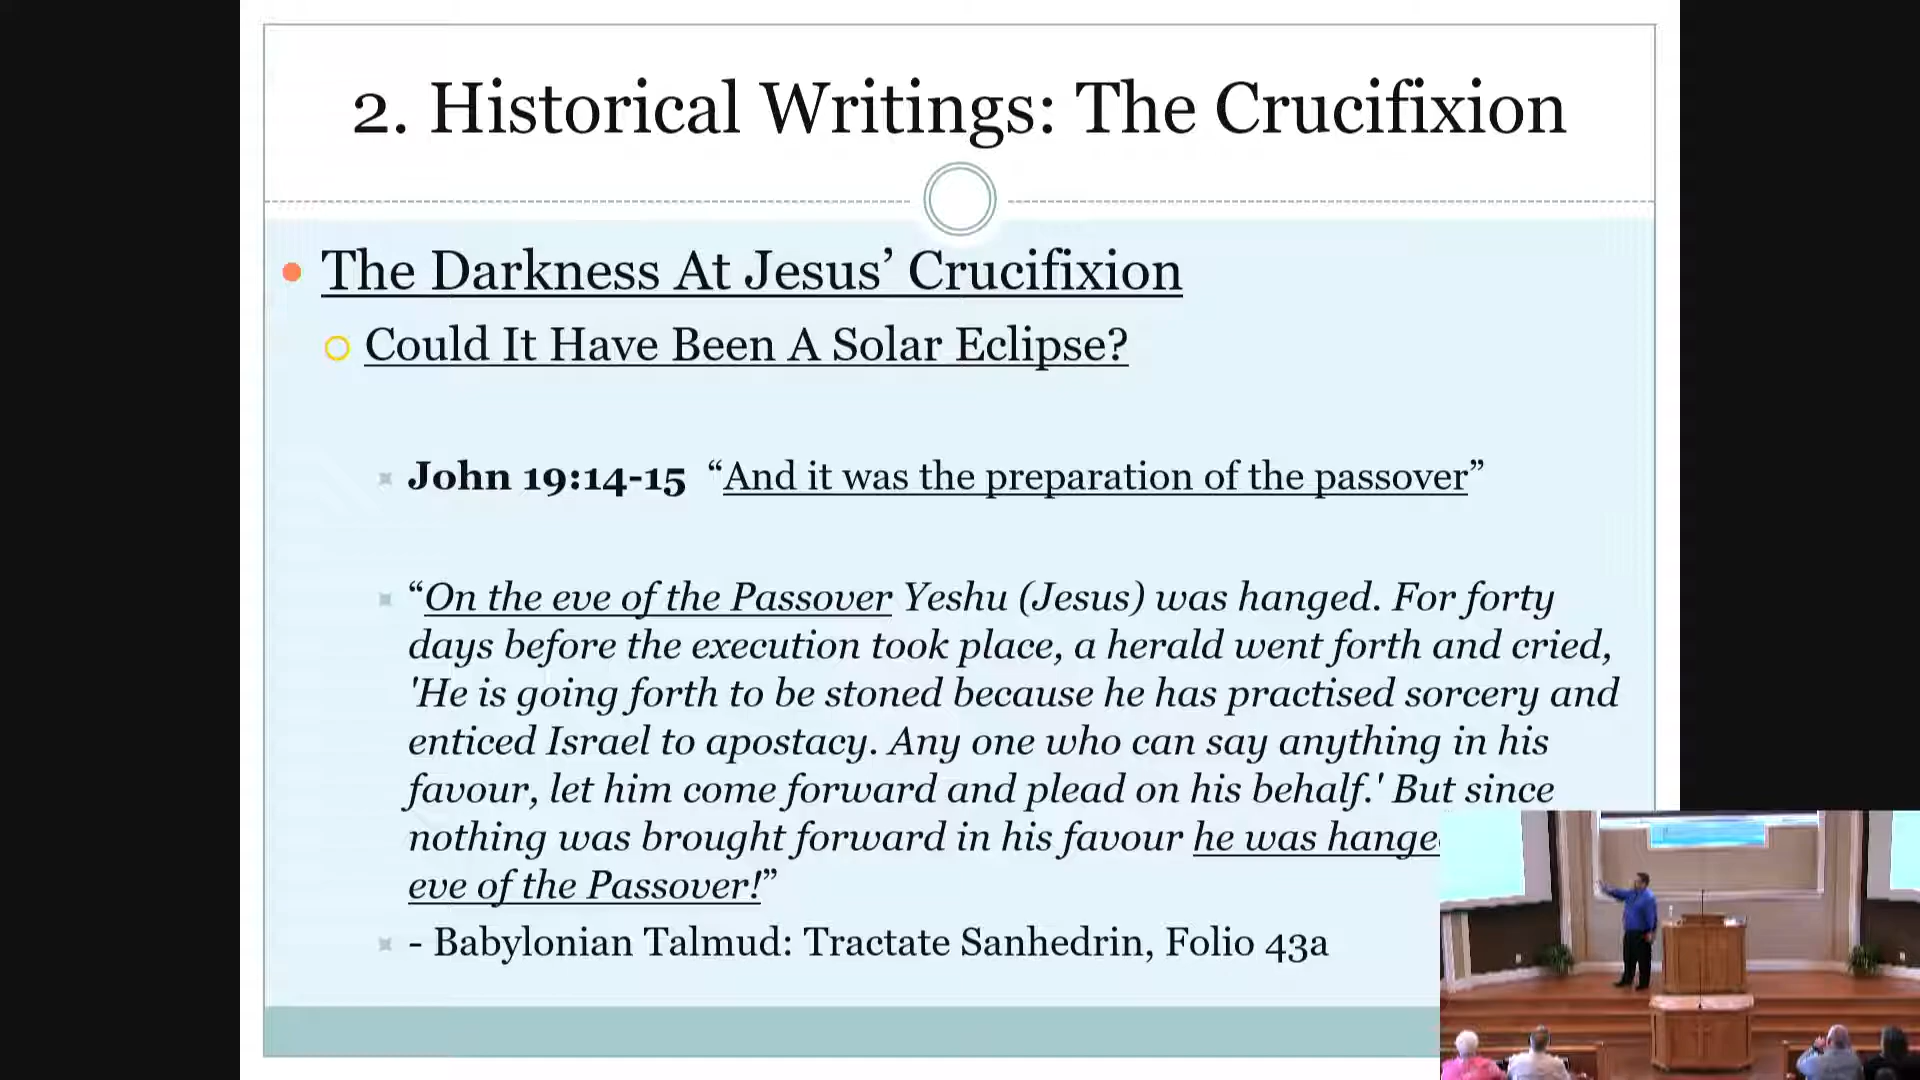 2. Historical Writings: The Crucifixion
The Darkness At Jesus’ Crucifixion
Could It Have Been A Solar Eclipse?
John 19:14-15 “And it was the preparation of the passover”
“On the eve of the Passover Yeshu (Jesus) was hanged. For forty
days before the execution took place, a herald went forth and cried,
'He is going forth to be stoned because he has practised sorcery and
enticed Israel to apostacy. Any one who can say anything in his
favour, let him come forward and plead on his behalf.' But since
nothing was brought forward in his favour he was
eve of the Passover!”
- Babylonian Talmud: Tractate Sanhedrin, Folio 43a